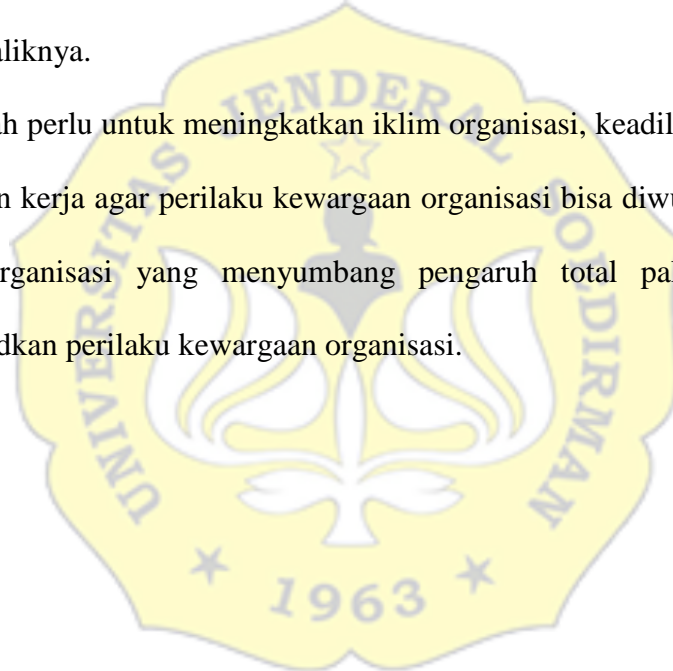 aliknya.
ah perlu untuk meningkatkan iklim organisasi, keadil
n kerja agar perilaku kewargaan organisasi bisa diwu
rganisasi yang menyumbang pengaruh total pal
dkan perilaku kewargaan organisasi.
UNIVERSITAS JENDERAL SOEDIRMAN
1963